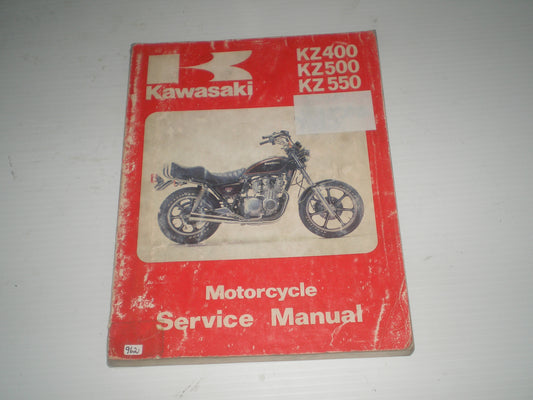 KZ400
KZ500
KZ550
Kawasaki
Motorcycle
Service Manual
962